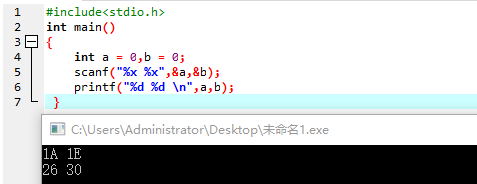 1 #include<stdio.h>
2 int main()
3 {
4 int a = 0,b = 0;
5 scanf("%x %x",&a,&b);
6 printf("%d %d \n",a,b);
7 }
C:\Users\Administrator\Desktop\未命名1.exe
1A 1E
26 30